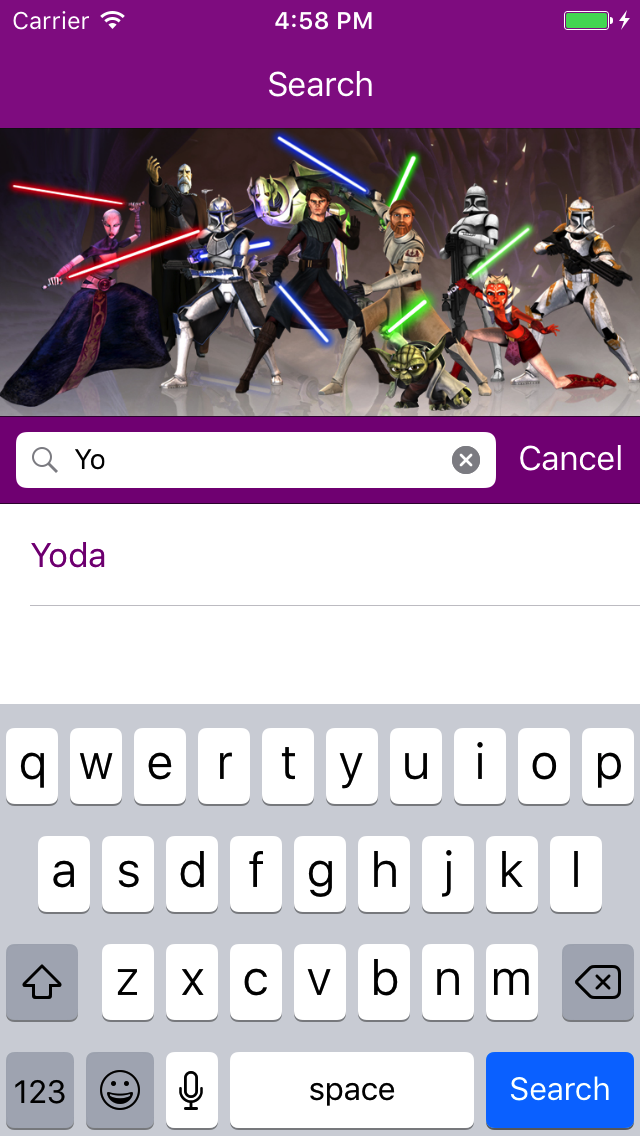 Carrier 4:58 PM
Search
Yo Cancel
Yoda
q w e r t y u i o p
a s d f g h j k l
z x c v b n m
123 space Search